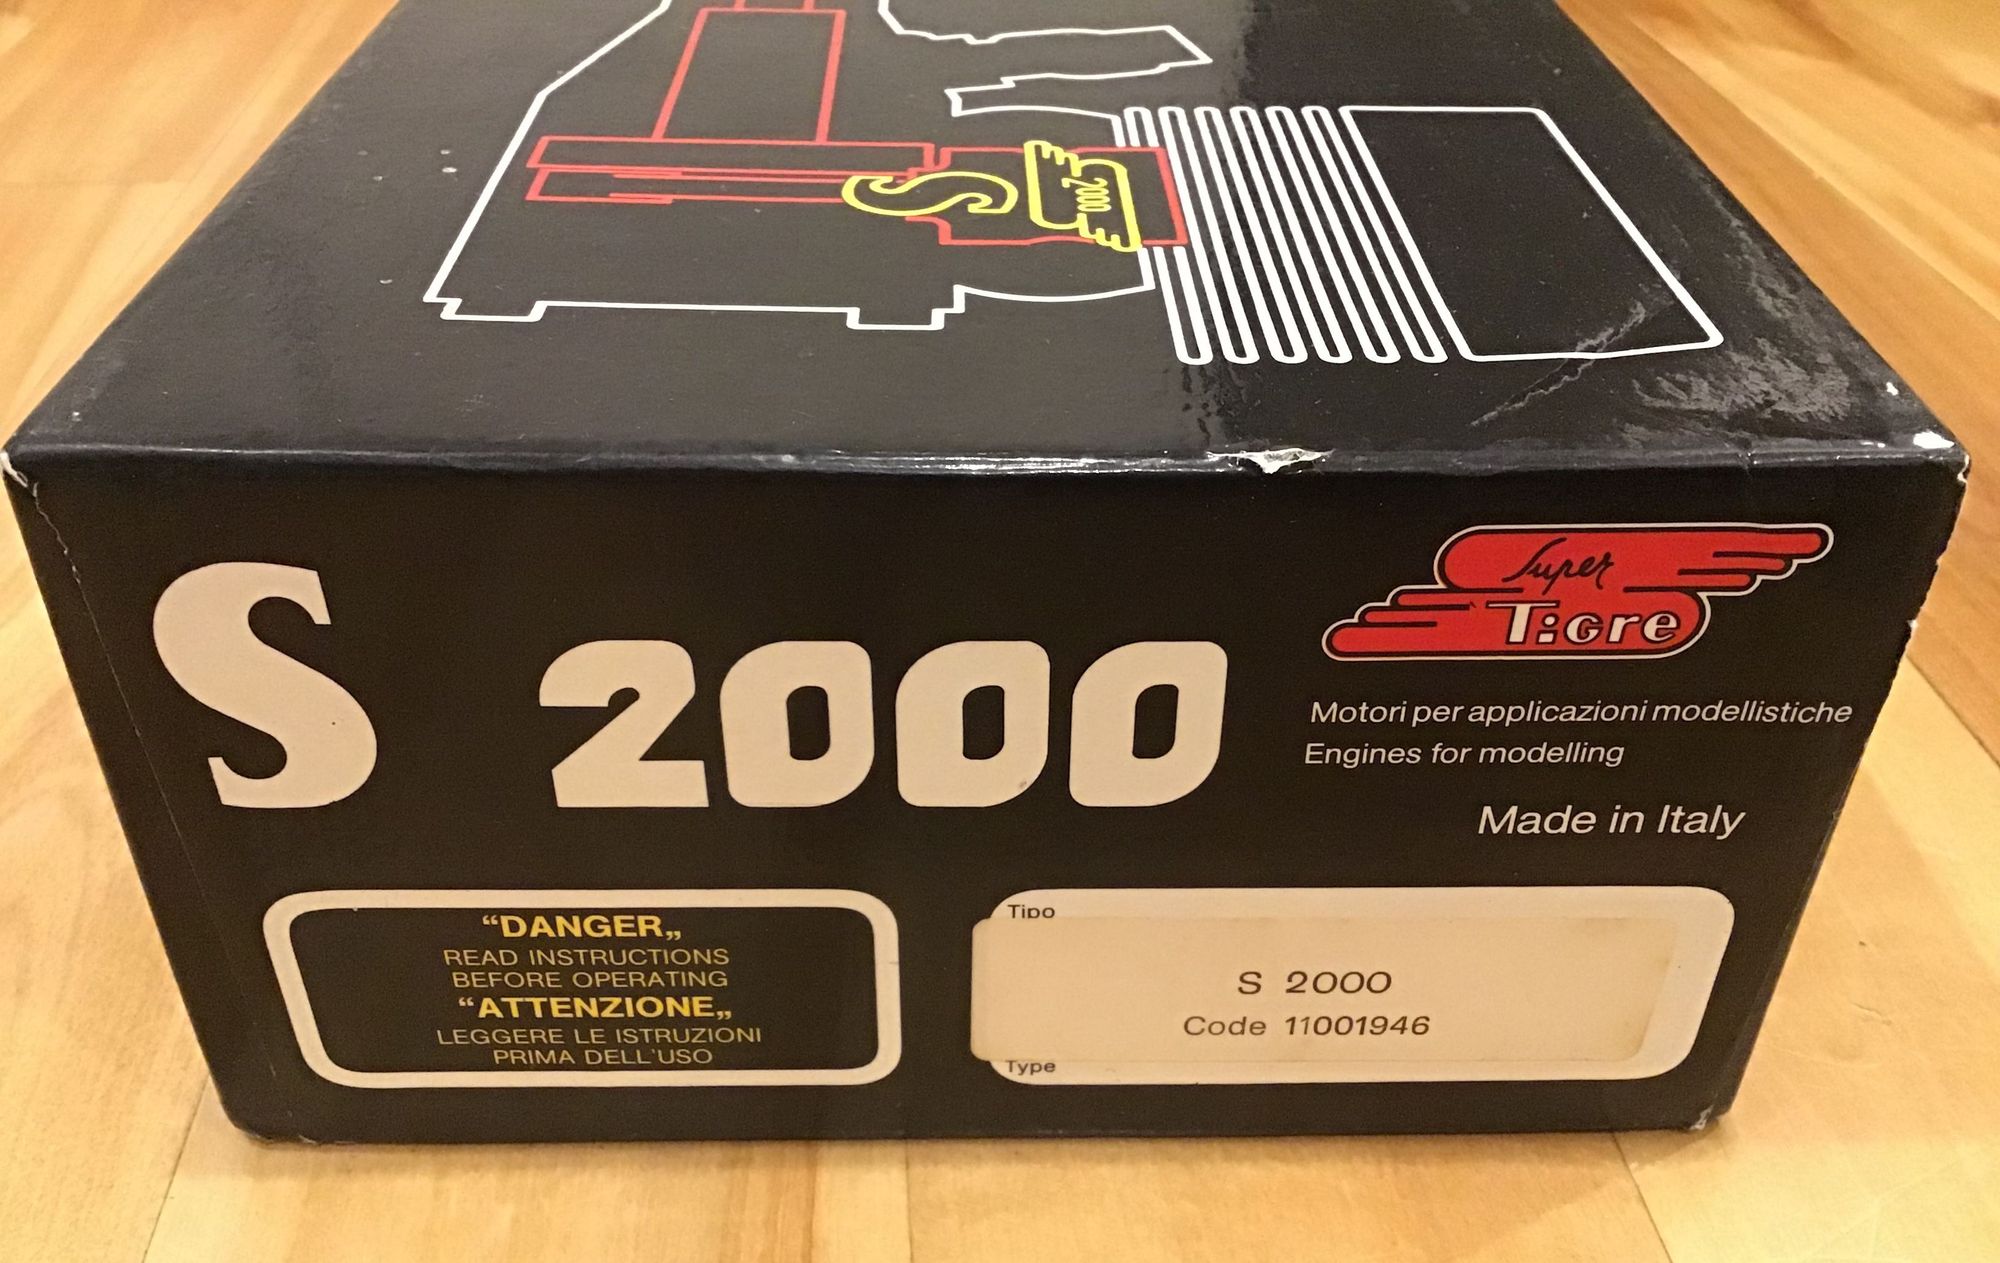 S 2000
S 2000
Super
Tigre
Motori per applicazioni modellistiche
Engines for modelling
Made in Italy
“DANGER„
READ INSTRUCTIONS
BEFORE OPERATING
“ATTENZIONE„
LEGGERE LE ISTRUZIONI
PRIMA DELL'USO
Tipo
S 2000
Code 11001946
Type